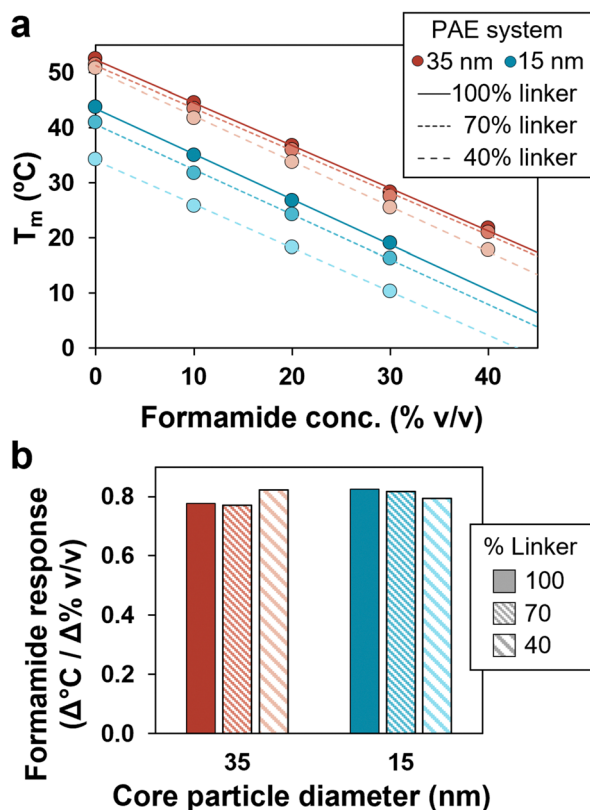 a
PAE system
35 nm 15 nm
100% linker
70% linker
40% linker
Tm (ºC)
50
40
30
20
10
0
0 10 20 30 40
Formamide conc. (% v/v)
b
Formamide response
(Δ°C / Δ% v/v)
0.8
0.6
0.4
0.2
0.0
% Linker
100
70
40
35 15
Core particle diameter (nm)